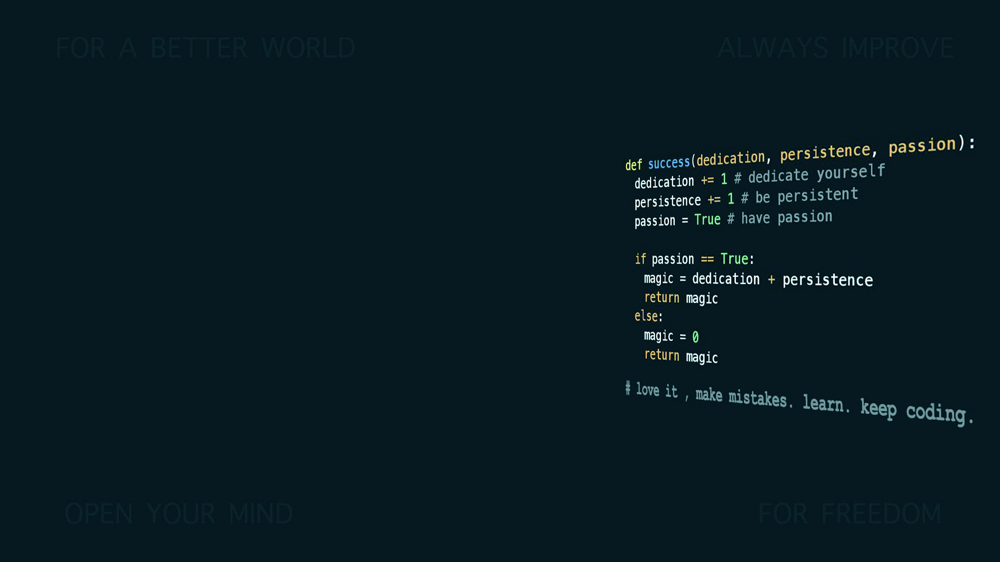 FOR A BETTER WORLD
ALWAYS IMPROVE
def success(dedication, persistence, passion):
dedication += 1 # dedicate yourself
persistence += 1 # be persistent
passion = True # have passion
if passion == True:
magic = dedication + persistence
return magic
else:
magic = 0
return magic
# love it , make mistakes. learn. keep coding.
OPEN YOUR MIND
FOR FREEDOM